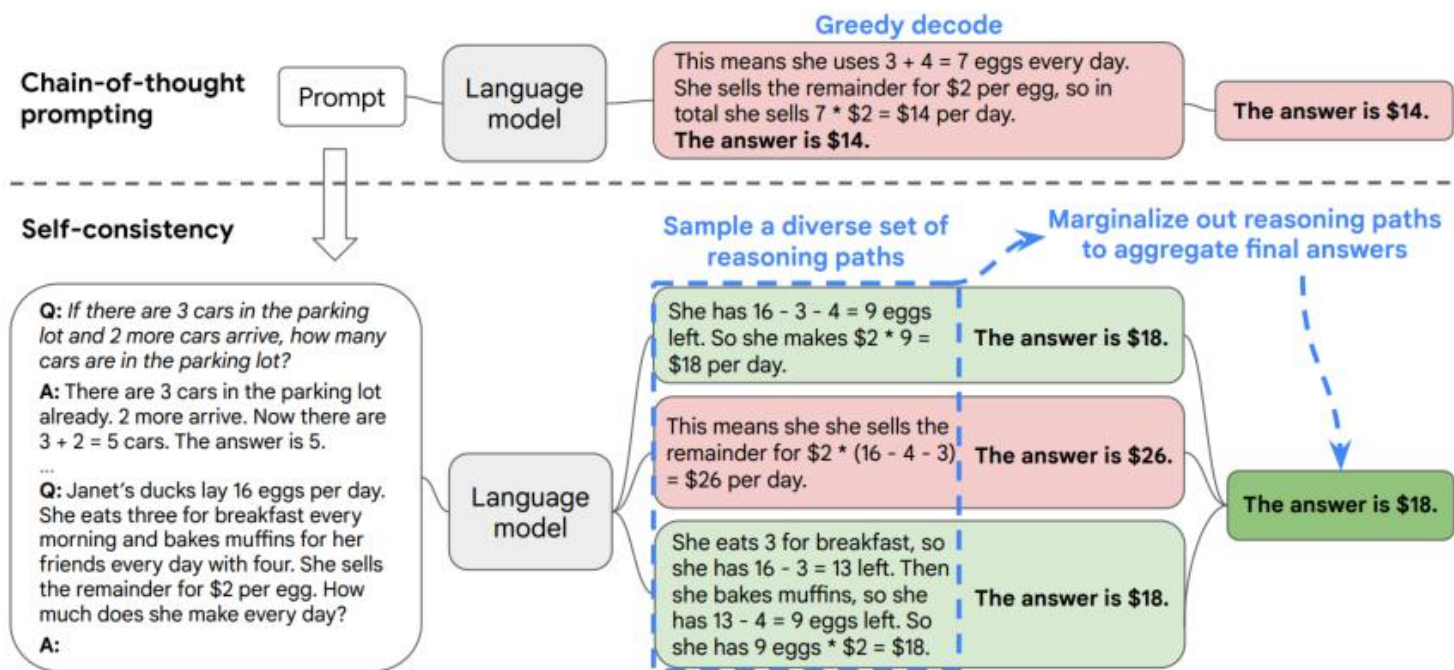 Greedy decode
Chain-of-thought
prompting
Prompt
Language
model
This means she uses 3 + 4 = 7 eggs every day.
She sells the remainder for $2 per egg, so in
total she sells 7 * $2 = $14 per day.
The answer is $14.
The answer is $14.
Self-consistency
Sample a diverse set of
reasoning paths
Marginalize out reasoning paths
to aggregate final answers
Q: If there are 3 cars in the parking
lot and 2 more cars arrive, how many
cars are in the parking lot?
A: There are 3 cars in the parking lot
already. 2 more arrive. Now there are
3 + 2 = 5 cars. The answer is 5.
...
Q: Janet's ducks lay 16 eggs per day.
She eats three for breakfast every
morning and bakes muffins for her
friends every day with four. She sells
the remainder for $2 per egg. How
much does she make every day?
A:
Language
model
She has 16 - 3 - 4 = 9 eggs
left. So she makes $2 * 9 =
$18 per day.
The answer is $18.
This means she she sells the
remainder for $2 * (16 - 4 - 3)
= $26 per day.
The answer is $26.
She eats 3 for breakfast, so
she has 16 - 3 = 13 left. Then
she bakes muffins, so she
has 13 - 4 = 9 eggs left. So
she has 9 eggs * $2 = $18.
The answer is $18.
The answer is $18.